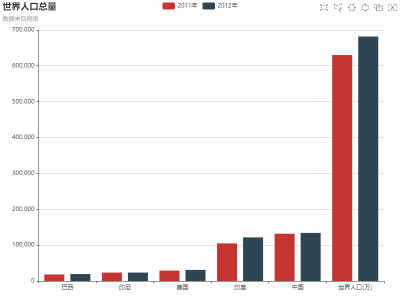 世界人口总量
数据来自网络
2011年
2012年
700,000
600,000
500,000
400,000
300,000
200,000
100,000
0
巴西
印尼
美国
印度
中国
世界人口(万)